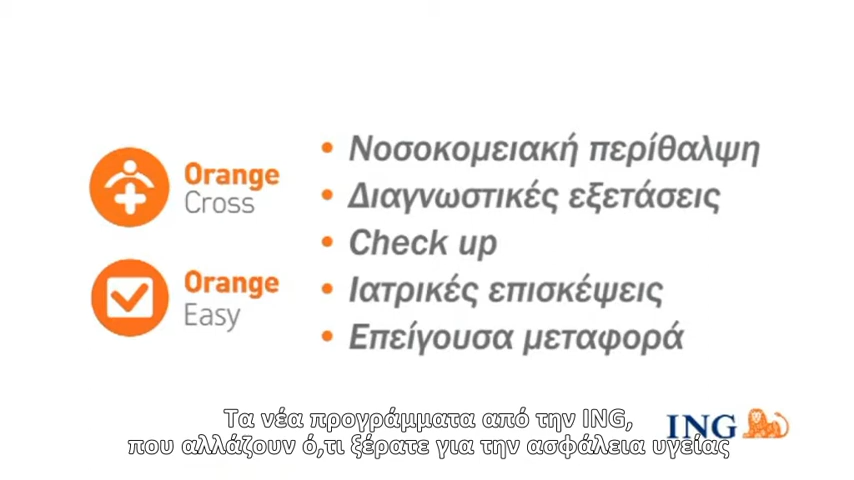 Orange
Cross
Orange
Easy
• Νοσοκομειακή περίθαλψη
• Διαγνωστικές εξετάσεις
• Check up
• Ιατρικές επισκέψεις
• Επείγουσα μεταφορά
ING
Τα νέα προγράμματα από την ING,
που αλλάζουν ό,τι ξέρατε για την ασφάλεια υγείας